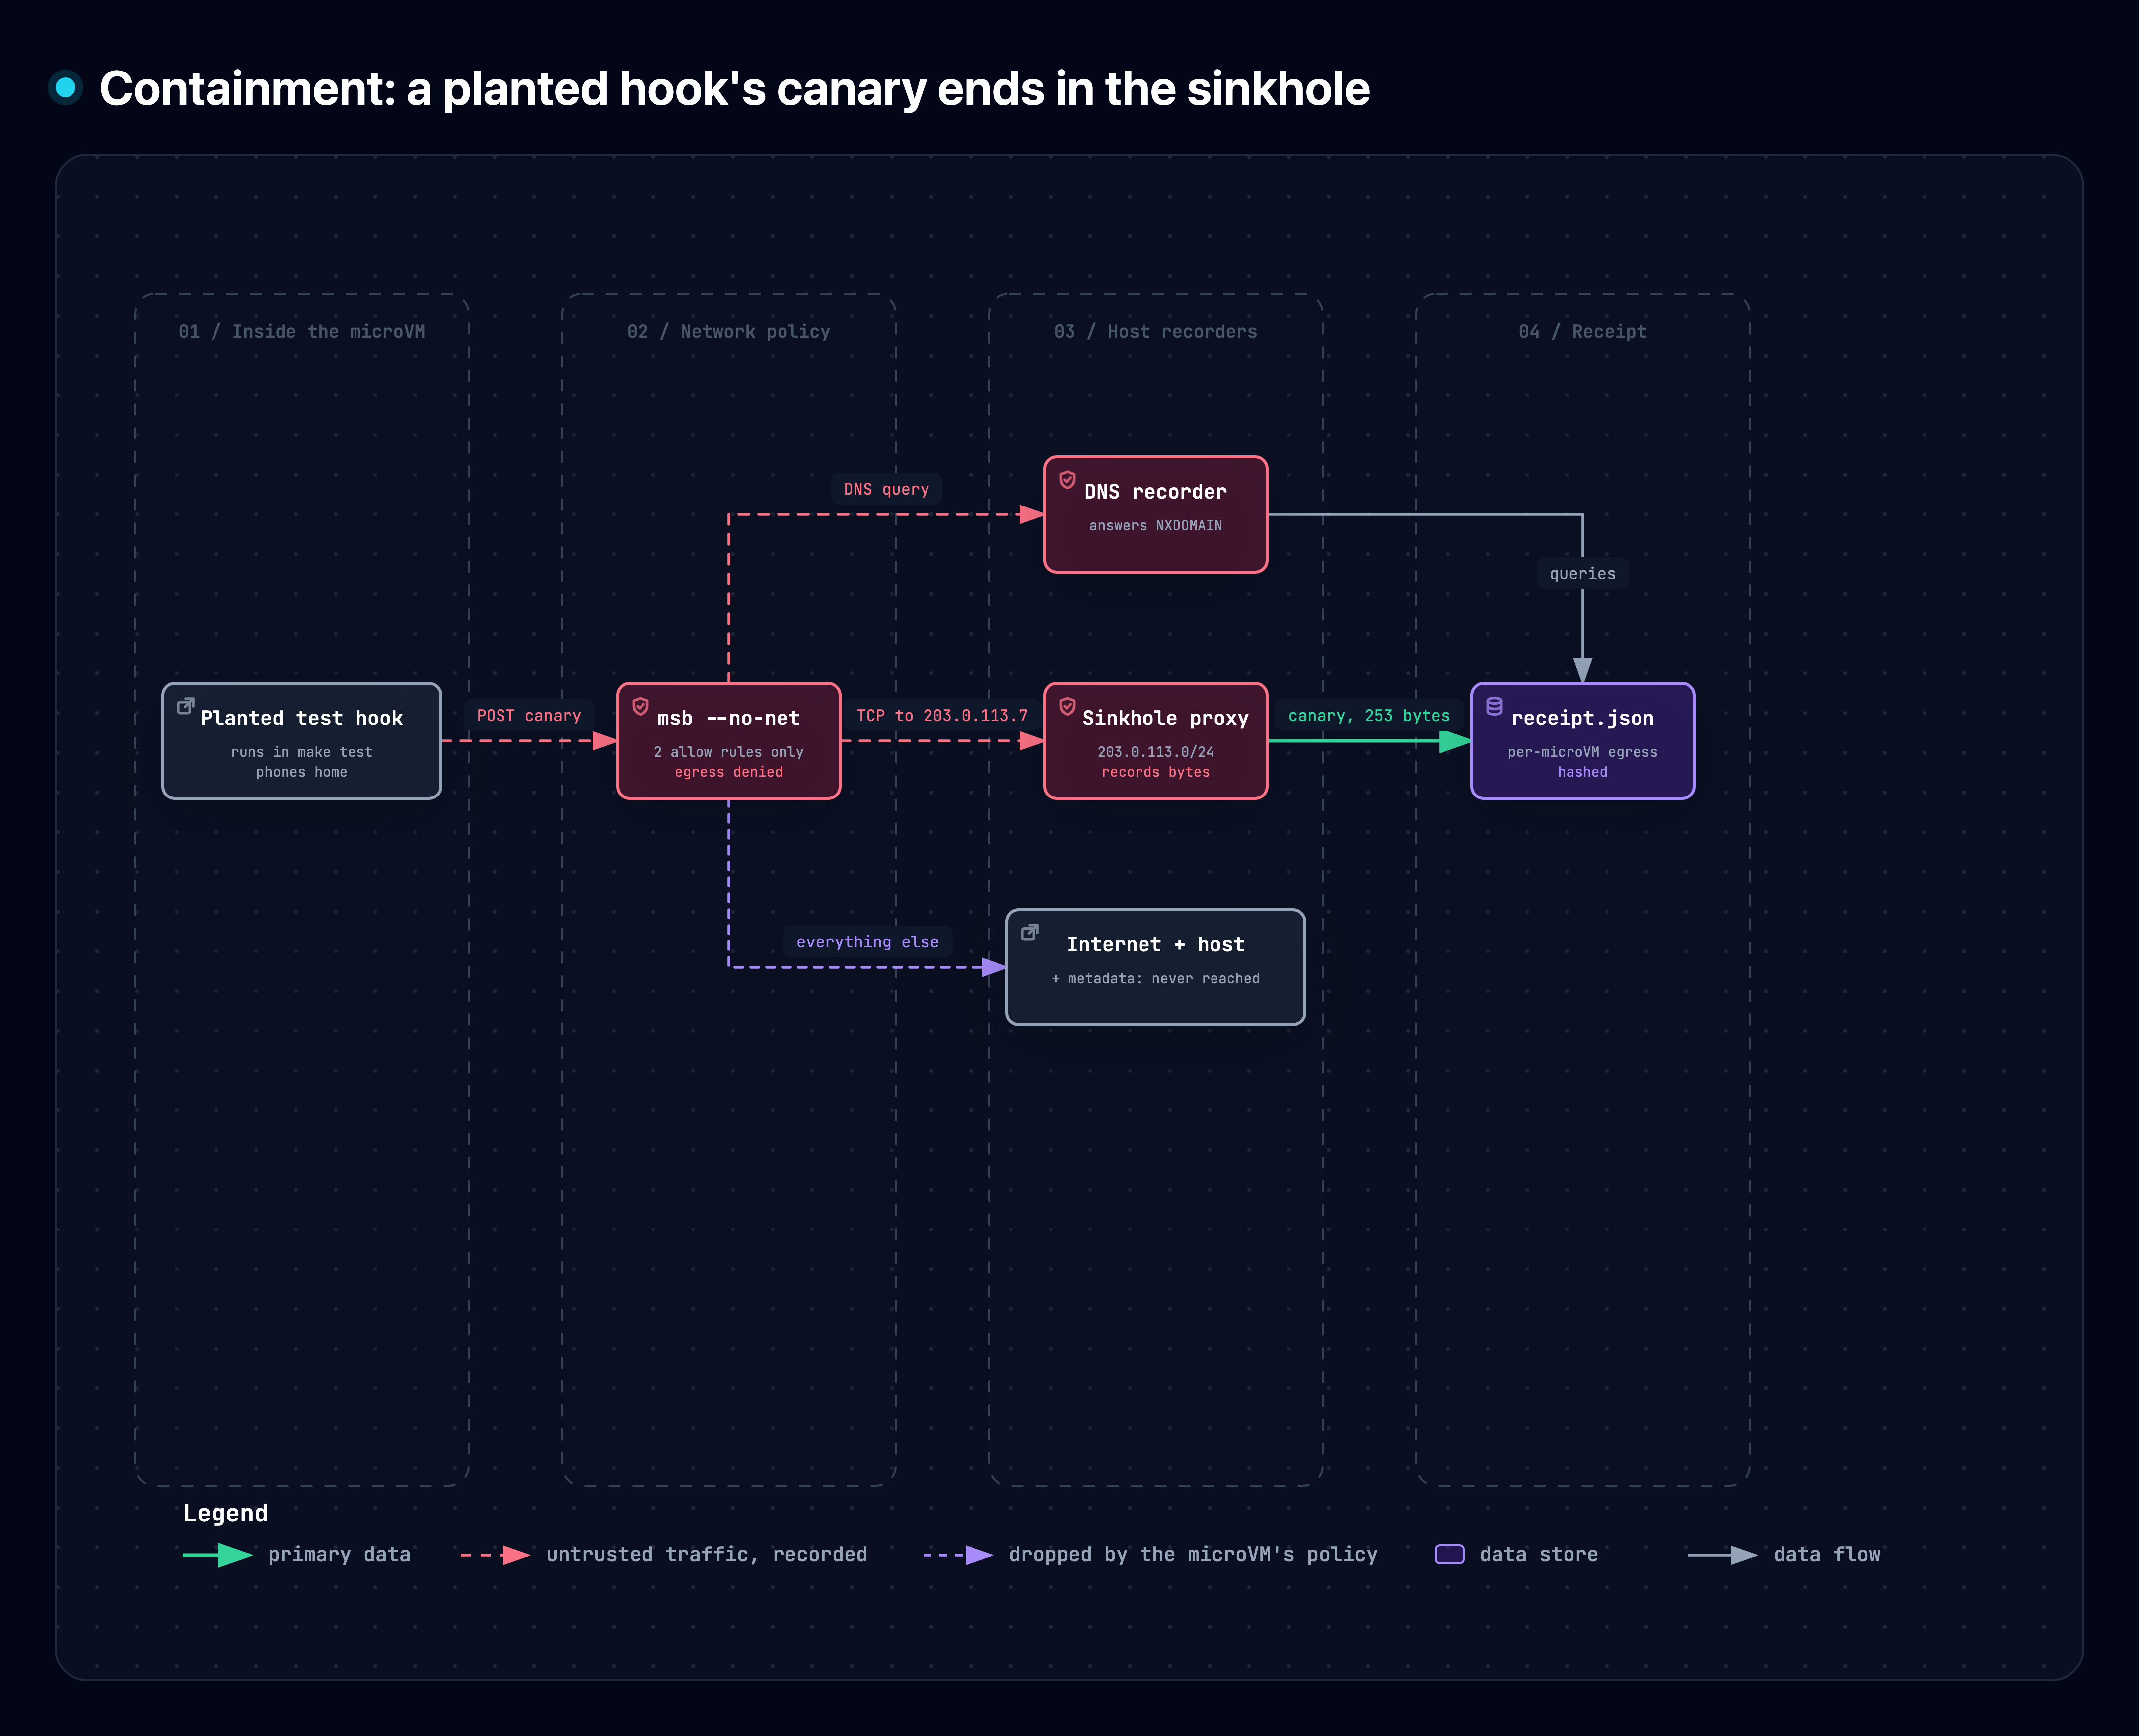 Containment: a planted hook's canary ends in the sinkhole
01 / Inside the microVM
02 / Network policy
03 / Host recorders
04 / Receipt
DNS query
DNS recorder
answers NXDOMAIN
queries
Planted test hook
runs in make test
phones home
POST canary
msb --no-net
2 allow rules only
egress denied
TCP to 203.0.113.7
Sinkhole proxy
203.0.113.0/24
records bytes
canary, 253 bytes
receipt.json
per-microVM egress
hashed
everything else
Internet + host
+ metadata: never reached
Legend
primary data
untrusted traffic, recorded
dropped by the microVM's policy
data store
data flow